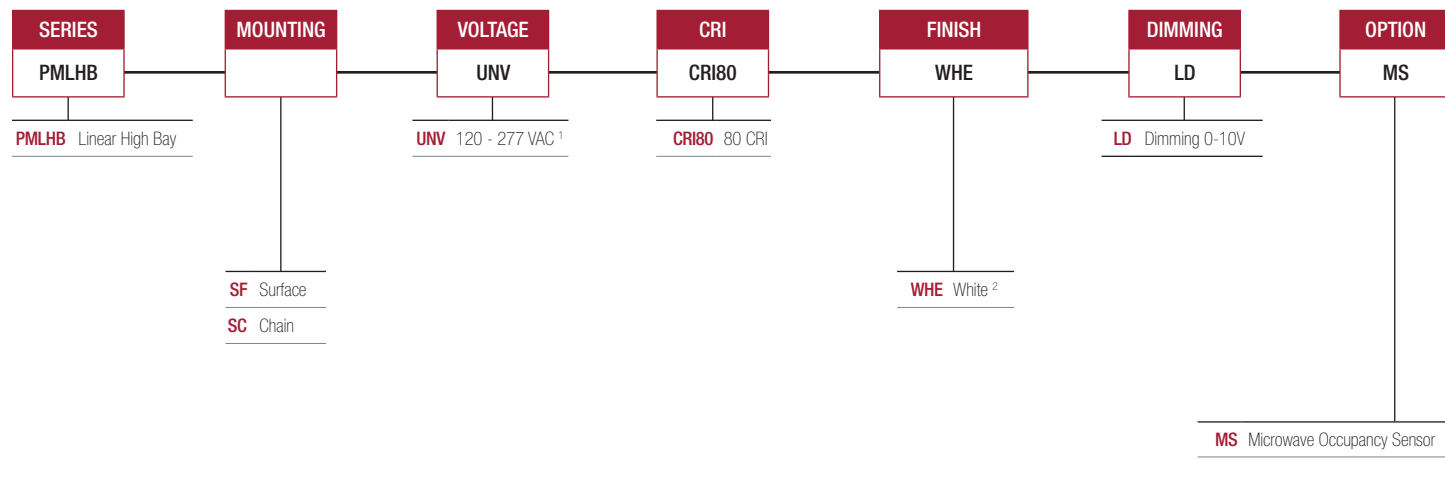 SERIES
MOUNTING
VOLTAGE
CRI
FINISH
DIMMING
OPTION
PMLHB
UNV
CRI80
WHE
LD
MS
PMLHB Linear High Bay
UNV 120 - 277 VAC 1
CRI80 80 CRI
LD Dimming 0-10V
SF Surface
SC Chain
WHE White 2
MS Microwave Occupancy Sensor